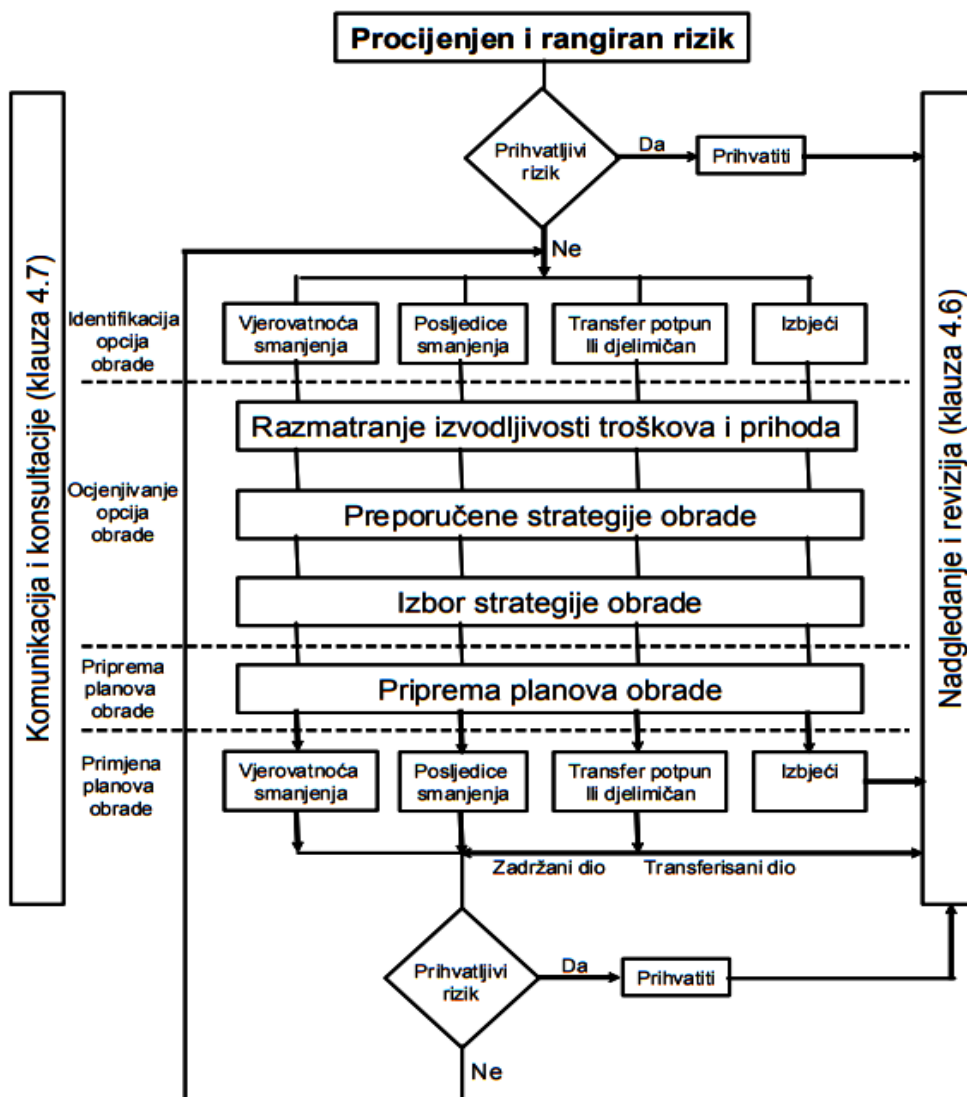 Procijenjen i rangiran rizik
Prihvatljivi
rizik
Da
Prihvatiti
Ne
Komunikacija i konsultacije (klauza 4.7)
Nadgledanje i revizija (klauza 4.6)
Identifikacija
opcija
obrade
Vjerovatnoća
smanjenja
Posljedice
smanjenja
Transfer potpun
Ili djelimičan
Izbjeći
Ocjenjivanje
opcija
obrade
Razmatranje izvodljivosti troškova i prihoda
Preporučene strategije obrade
Izbor strategije obrade
Priprema
planova
obrade
Priprema planova obrade
Primjena
planova
obrade
Vjerovatnoća
smanjenja
Posljedice
smanjenja
Transfer potpun
Ili djelimičan
Izbjeći
Zadržani dio
Transferisani dio
Prihvatljivi
rizik
Da
Prihvatiti
Ne